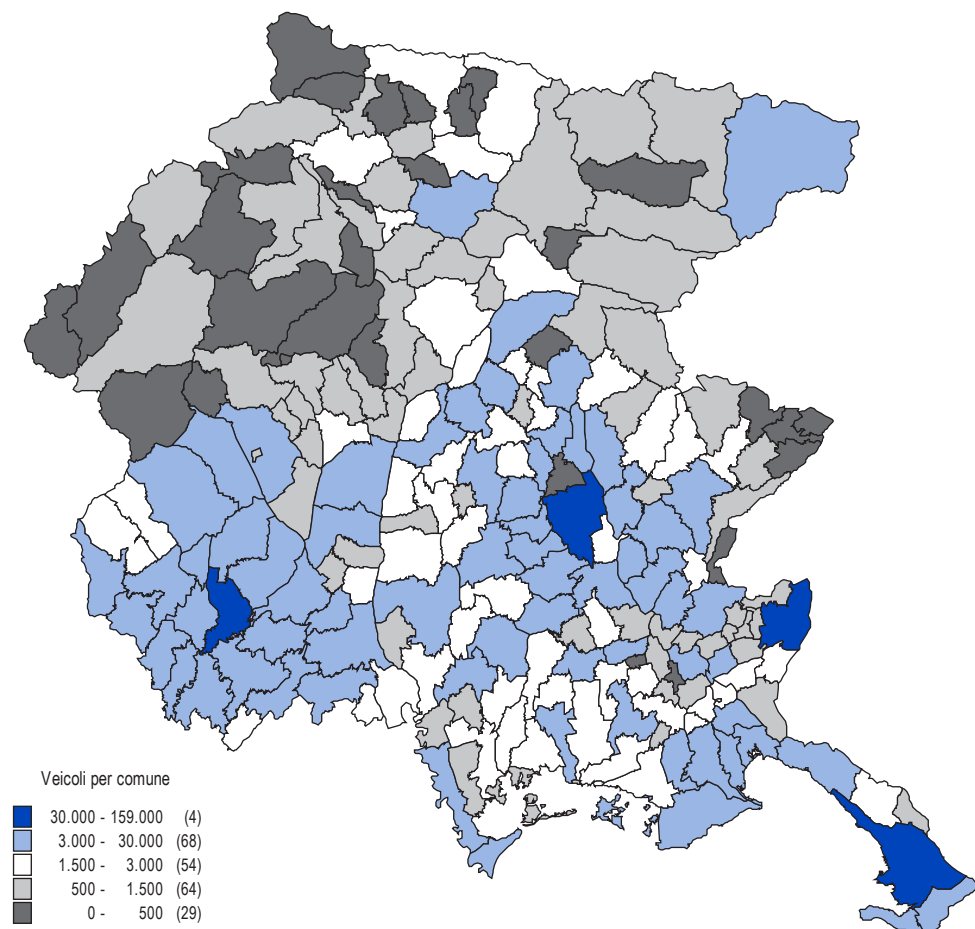 Veicoli per comune
30.000 - 159.000 (4)
3.000 - 30.000 (68)
1.500 - 3.000 (54)
500 - 1.500 (64)
0 - 500 (29)